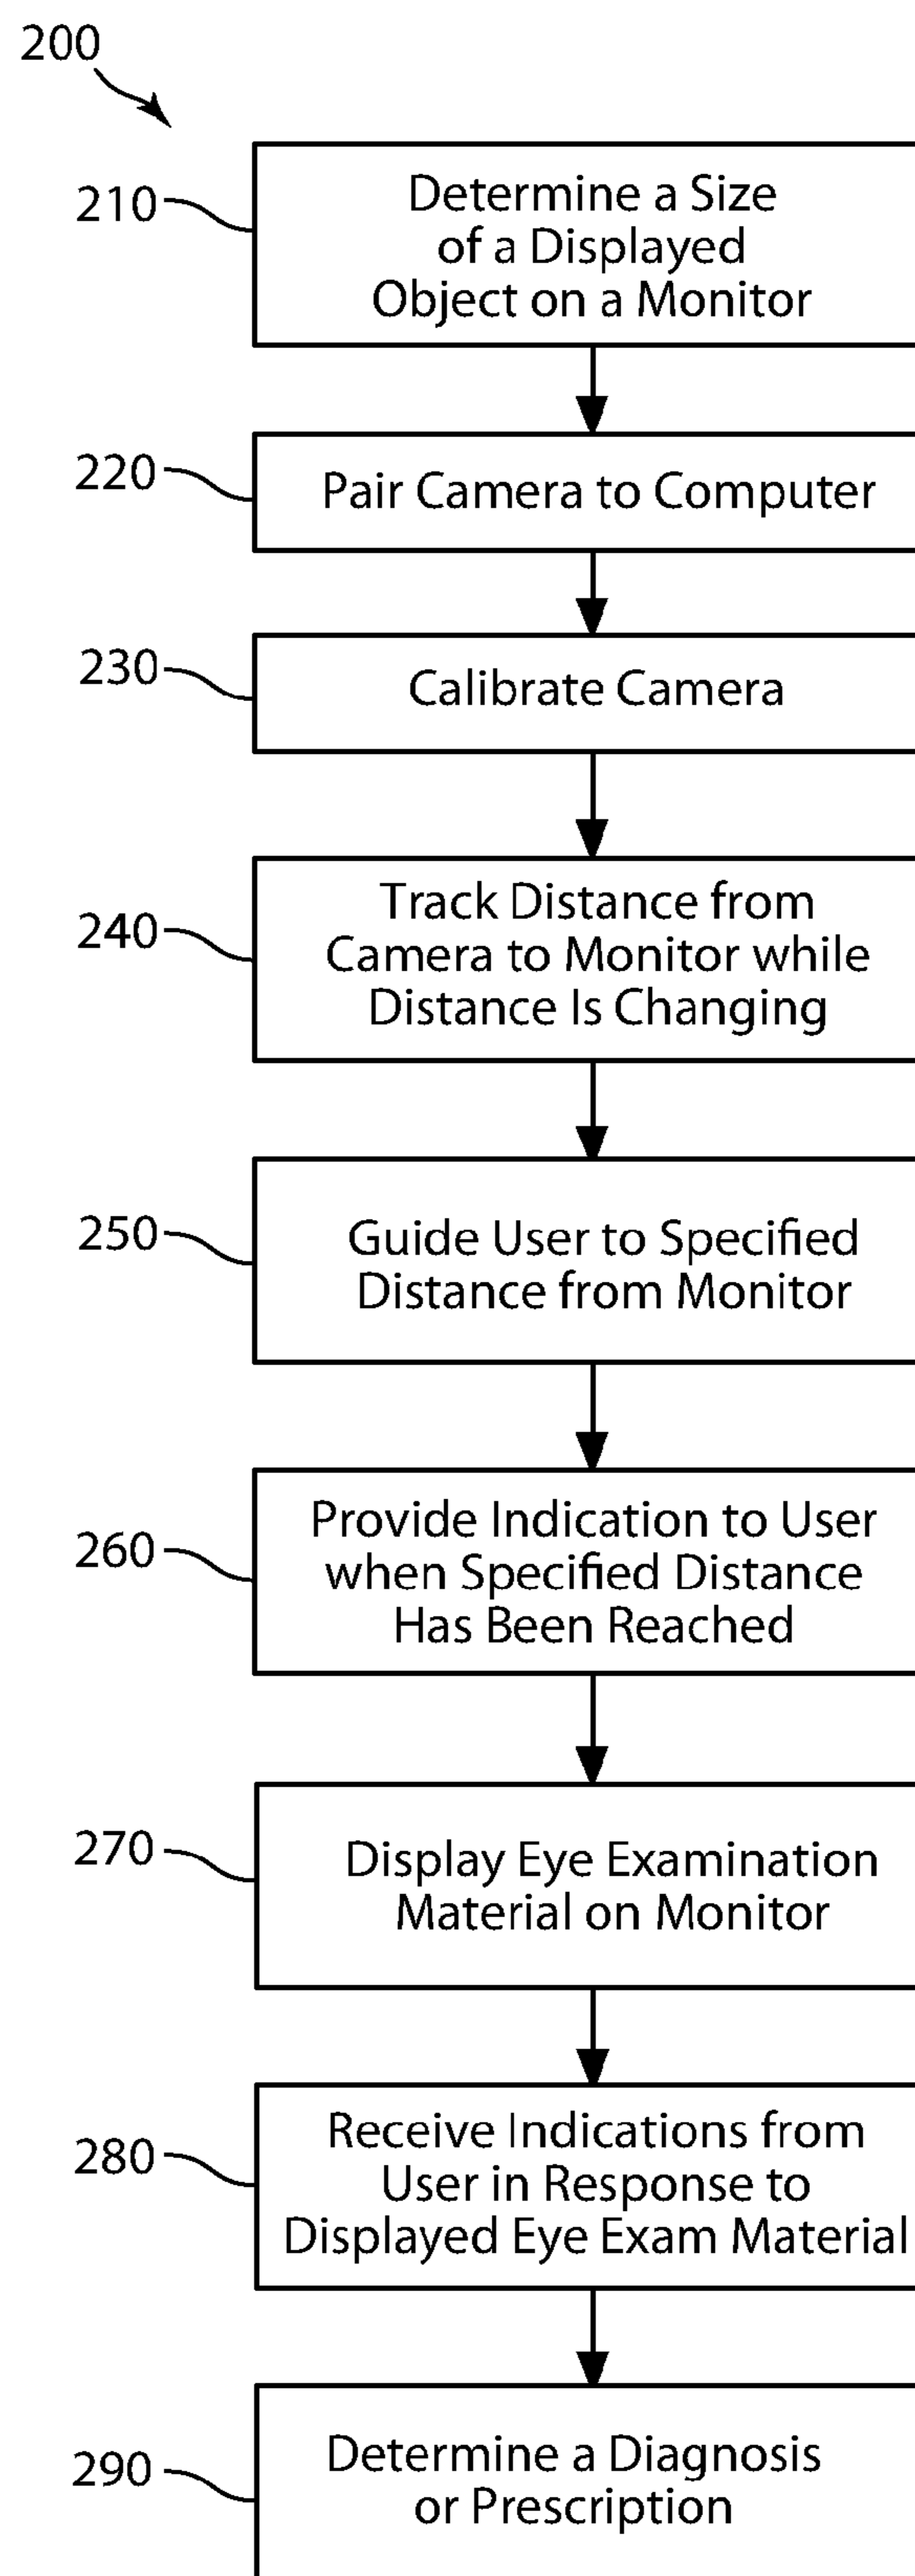 200
210
Determine a Size
of a Displayed
Object on a Monitor
220
Pair Camera to Computer
230
Calibrate Camera
240
Track Distance from
Camera to Monitor while
Distance Is Changing
250
Guide User to Specified
Distance from Monitor
260
Provide Indication to User
when Specified Distance
Has Been Reached
270
Display Eye Examination
Material on Monitor
280
Receive Indications from
User in Response to
Displayed Eye Exam Material
290
Determine a Diagnosis
or Prescription